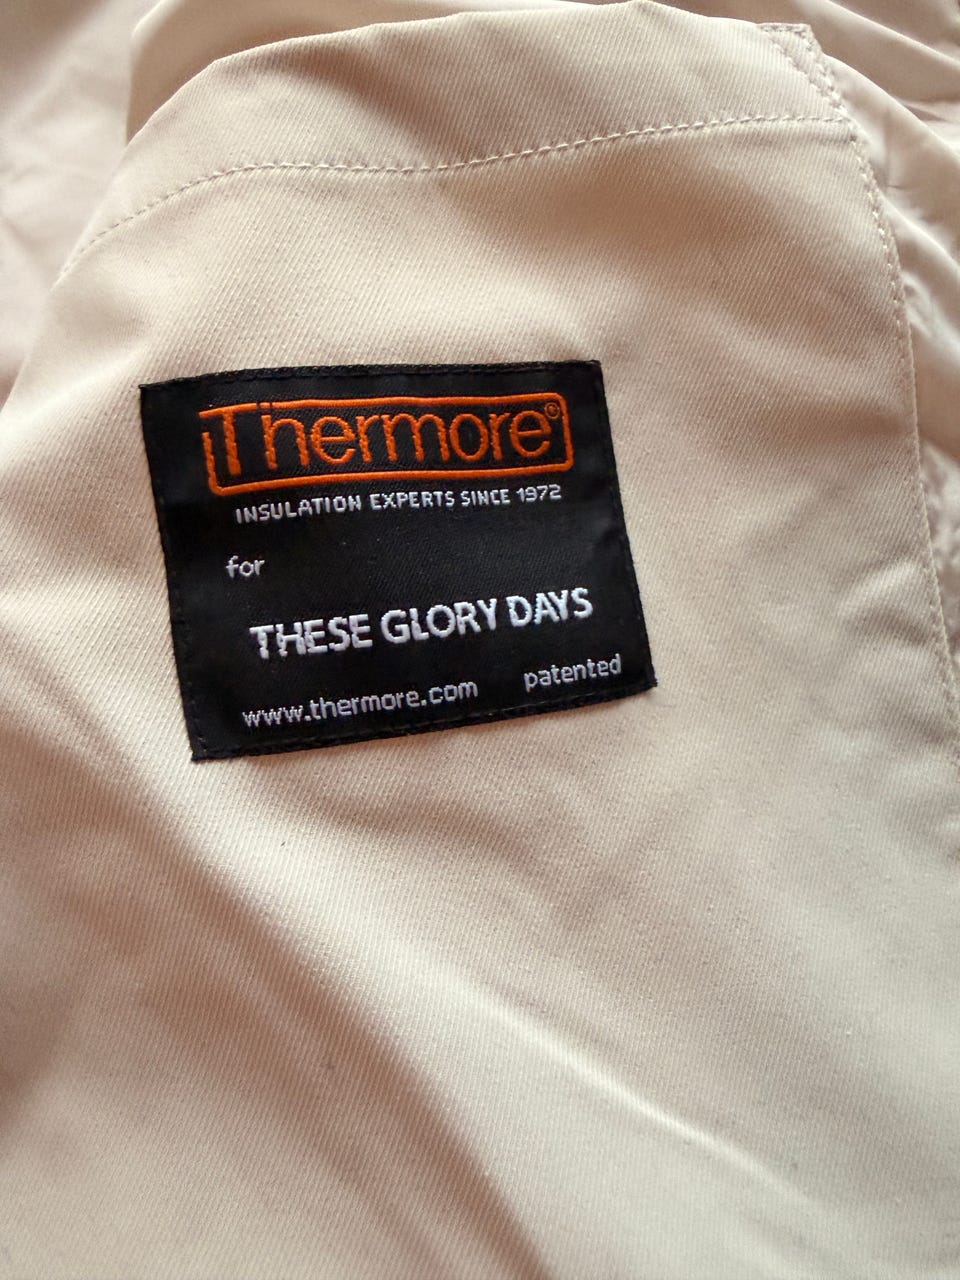 Thermore®
INSULATION EXPERTS SINCE 1972
for
THESE GLORY DAYS
www.thermore.com patented